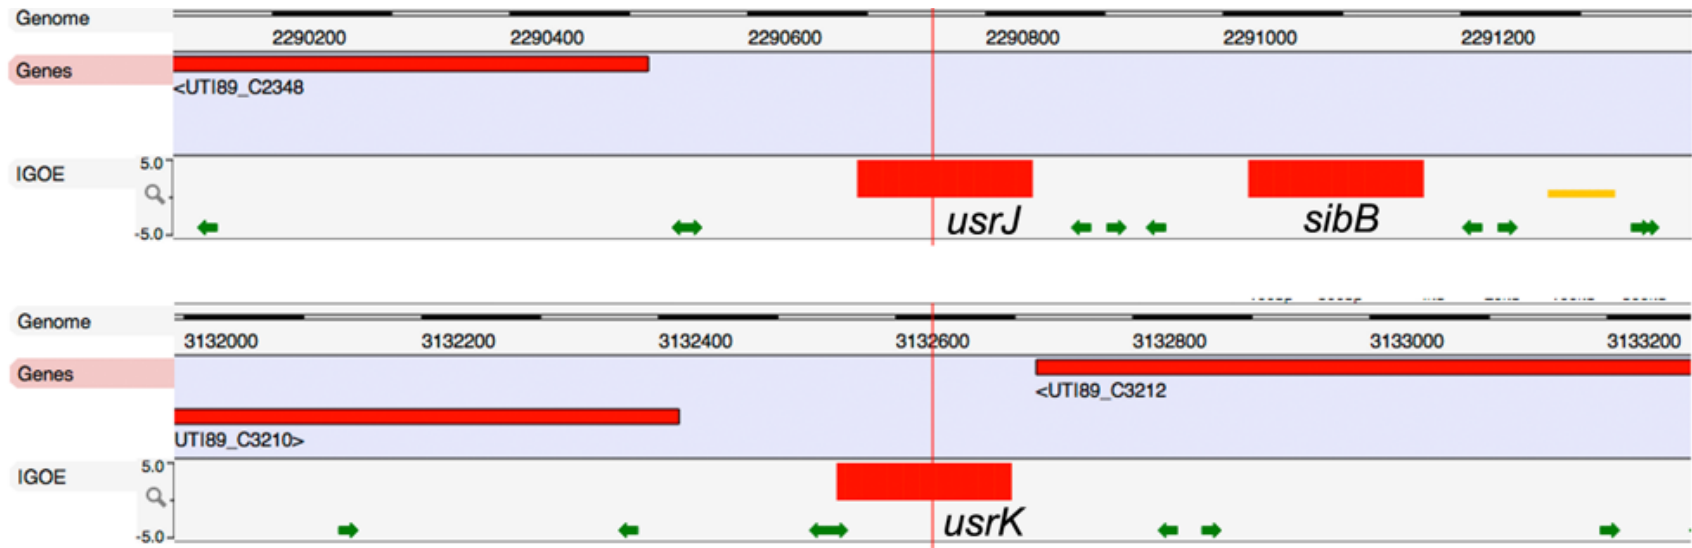 Genome
2290200 2290400 2290600 2290800 2291000 2291200
Genes
<UTI89_C2348
IGOE 5.0
-5.0
usrJ sibB
Genome
3132000 3132200 3132400 3132600 3132800 3133000 3133200
Genes
<UTI89_C3212
UTI89_C3210>
IGOE 5.0
-5.0
usrK